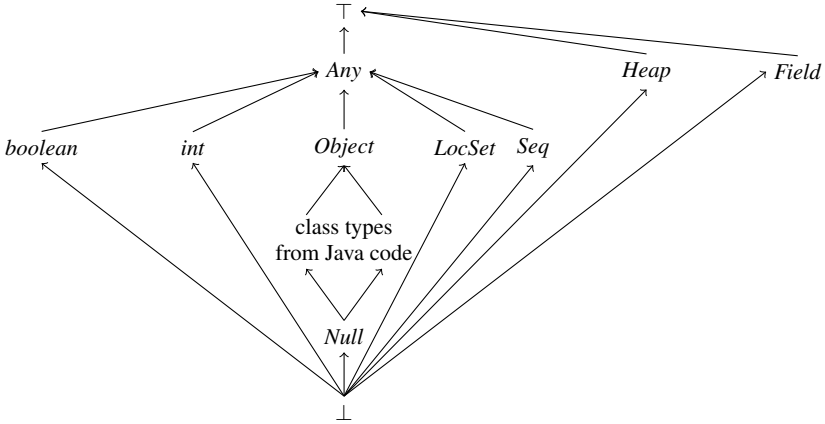 ⊤
Any Heap Field
boolean int Object LocSet Seq
class types
from Java code
Null
⊥